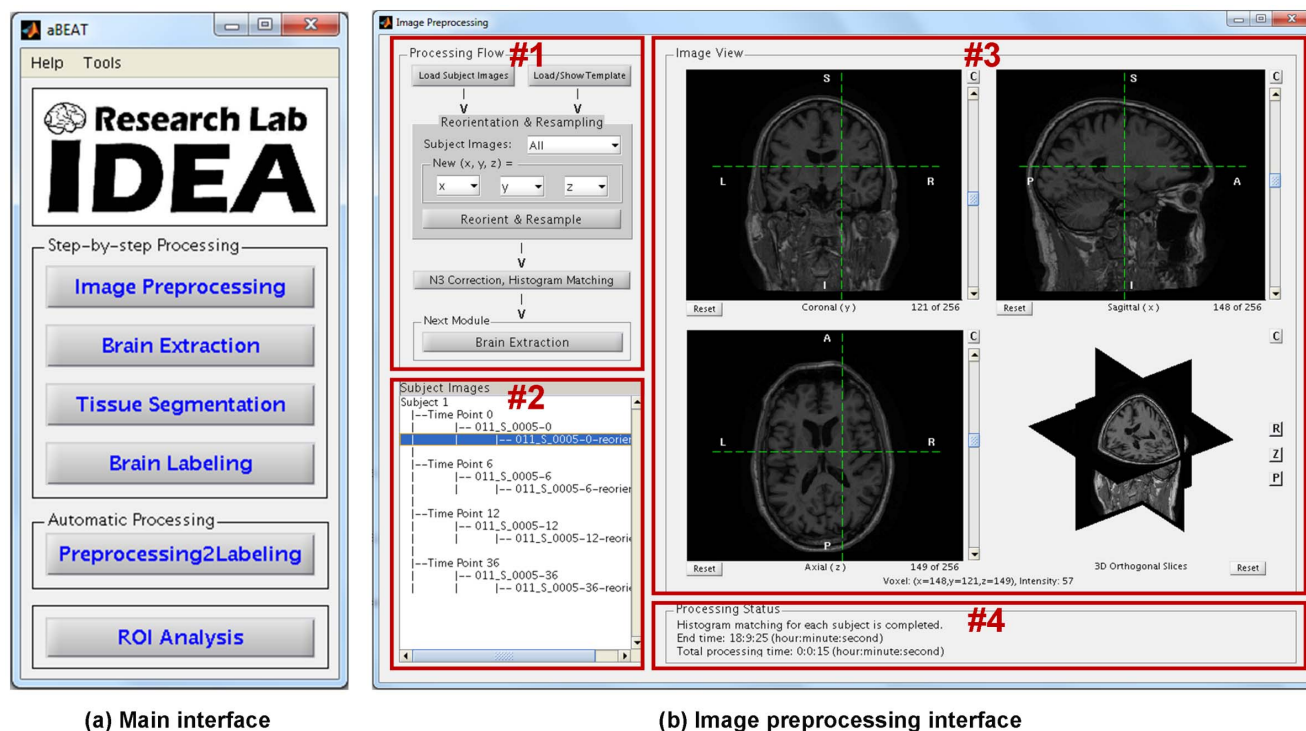 aBEAT
Help Tools
Research Lab
IDEA
Step-by-step Processing
Image Preprocessing
Brain Extraction
Tissue Segmentation
Brain Labeling
Automatic Processing
Preprocessing2Labeling
ROI Analysis
(a) Main interface
Image Preprocessing
#1
Processing Flow
Load Subject Images Load/Show Template
| |
V V
Reorientation & Resampling
Subject Images: All
New (x, y, z) =
x y z
Reorient & Resample
|
V
N3 Correction, Histogram Matching
|
V
Next Module
Brain Extraction
#2
Subject Images
Subject 1
|--Time Point 0
| |-- 011_S_0005-0
| | |-- 011_S_0005-0-reorier
|
|--Time Point 6
| |-- 011_S_0005-6
| | |-- 011_S_0005-6-reorier
|
|--Time Point 12
| |-- 011_S_0005-12
| | |-- 011_S_0005-12-reorie
|
|--Time Point 36
| |-- 011_S_0005-36
| | |-- 011_S_0005-36-reorie
#3
Image View
S C
L R
I
Reset Coronal ( y ) 121 of 256
S C
P A
I
Reset Sagittal ( x ) 148 of 256
A C
L R
P
Reset Axial ( z ) 149 of 256
C
R
Z
P
3D Orthogonal Slices Reset
Voxel: (x=148,y=121,z=149), Intensity: 57
#4
Processing Status
Histogram matching for each subject is completed.
End time: 18:9:25 (hour:minute:second)
Total processing time: 0:0:15 (hour:minute:second)
(b) Image preprocessing interface